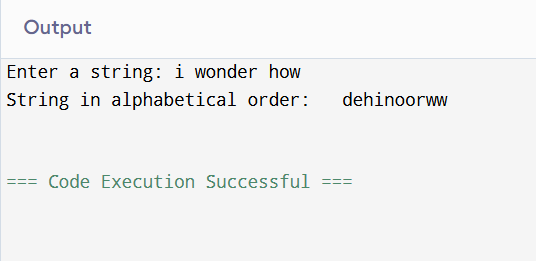 Output
Enter a string: i wonder how
String in alphabetical order:   dehinoorww
=== Code Execution Successful ===